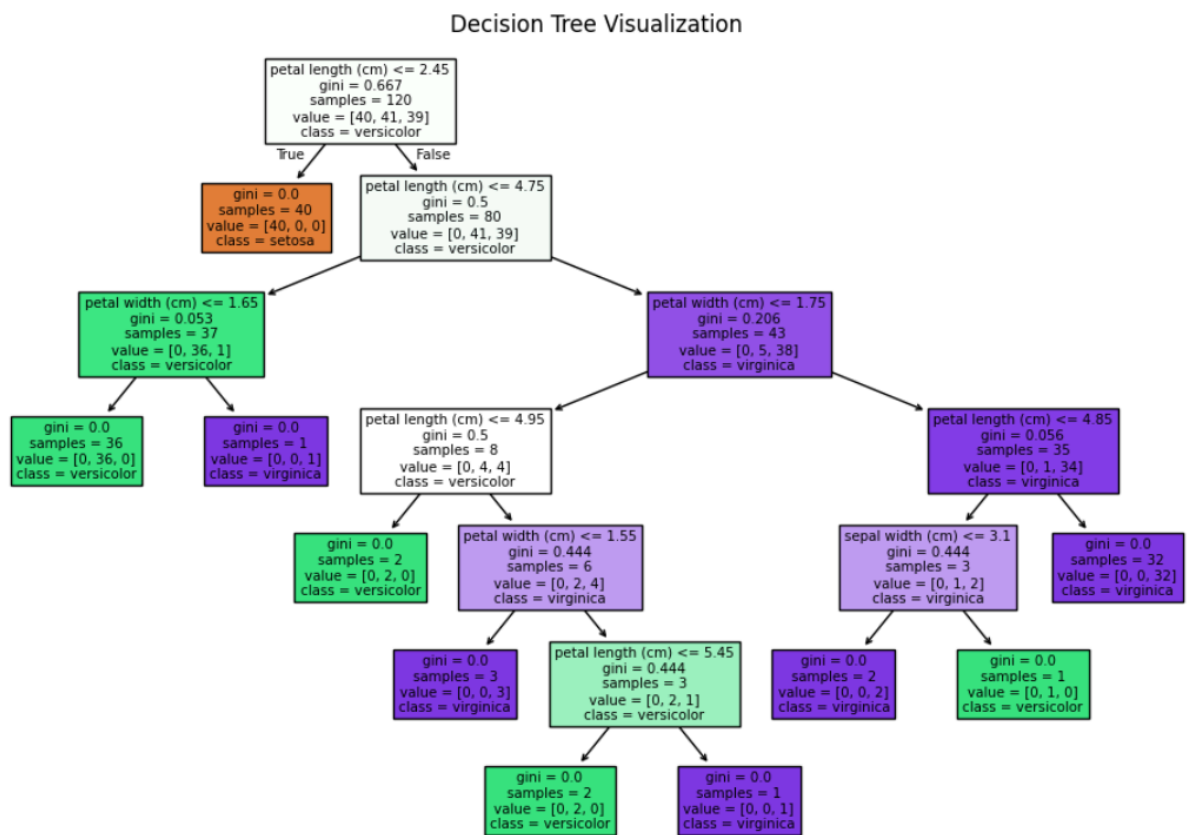 Decision Tree Visualization
petal length (cm) <= 2.45
gini = 0.667
samples = 120
value = [40, 41, 39]
class = versicolor
True
False
gini = 0.0
samples = 40
value = [40, 0, 0]
class = setosa
petal length (cm) <= 4.75
gini = 0.5
samples = 80
value = [0, 41, 39]
class = versicolor
petal width (cm) <= 1.65
gini = 0.053
samples = 37
value = [0, 36, 1]
class = versicolor
petal width (cm) <= 1.75
gini = 0.206
samples = 43
value = [0, 5, 38]
class = virginica
gini = 0.0
samples = 36
value = [0, 36, 0]
class = versicolor
gini = 0.0
samples = 1
value = [0, 0, 1]
class = virginica
petal length (cm) <= 4.95
gini = 0.5
samples = 8
value = [0, 4, 4]
class = versicolor
petal length (cm) <= 4.85
gini = 0.056
samples = 35
value = [0, 1, 34]
class = virginica
gini = 0.0
samples = 2
value = [0, 2, 0]
class = versicolor
petal width (cm) <= 1.55
gini = 0.444
samples = 6
value = [0, 2, 4]
class = virginica
sepal width (cm) <= 3.1
gini = 0.444
samples = 3
value = [0, 1, 2]
class = virginica
gini = 0.0
samples = 32
value = [0, 0, 32]
class = virginica
gini = 0.0
samples = 3
value = [0, 0, 3]
class = virginica
petal length (cm) <= 5.45
gini = 0.444
samples = 3
value = [0, 2, 1]
class = versicolor
gini = 0.0
samples = 2
value = [0, 0, 2]
class = virginica
gini = 0.0
samples = 1
value = [0, 1, 0]
class = versicolor
gini = 0.0
samples = 2
value = [0, 2, 0]
class = versicolor
gini = 0.0
samples = 1
value = [0, 0, 1]
class = virginica